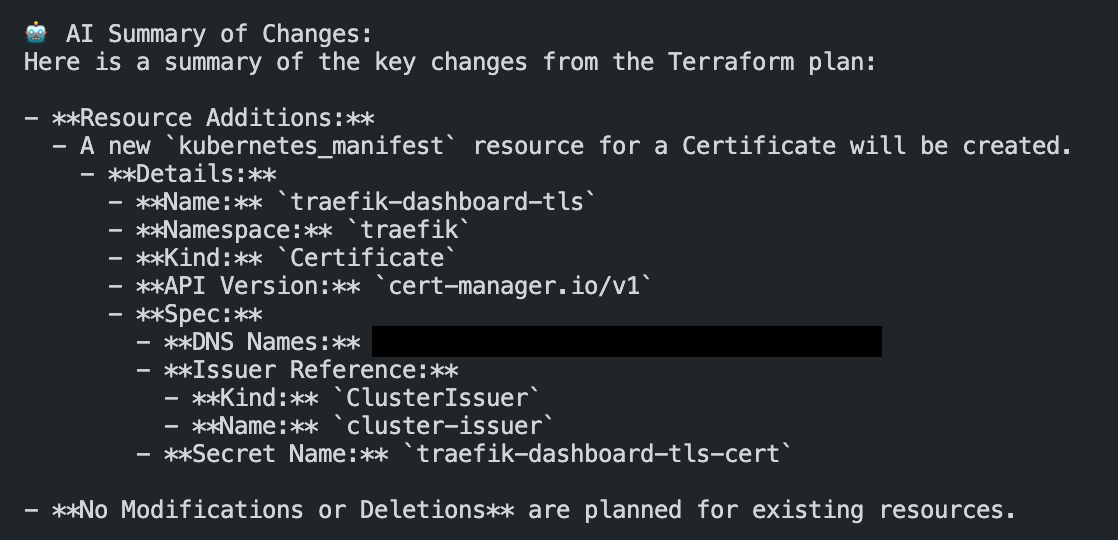 🤖 AI Summary of Changes:
Here is a summary of the key changes from the Terraform plan:
- **Resource Additions:**
- A new `kubernetes_manifest` resource for a Certificate will be created.
- **Details:**
- **Name:** `traefik-dashboard-tls`
- **Namespace:** `traefik`
- **Kind:** `Certificate`
- **API Version:** `cert-manager.io/v1`
- **Spec:**
- **DNS Names:**
- **Issuer Reference:**
- **Kind:** `ClusterIssuer`
- **Name:** `cluster-issuer`
- **Secret Name:** `traefik-dashboard-tls-cert`
- **No Modifications or Deletions** are planned for existing resources.